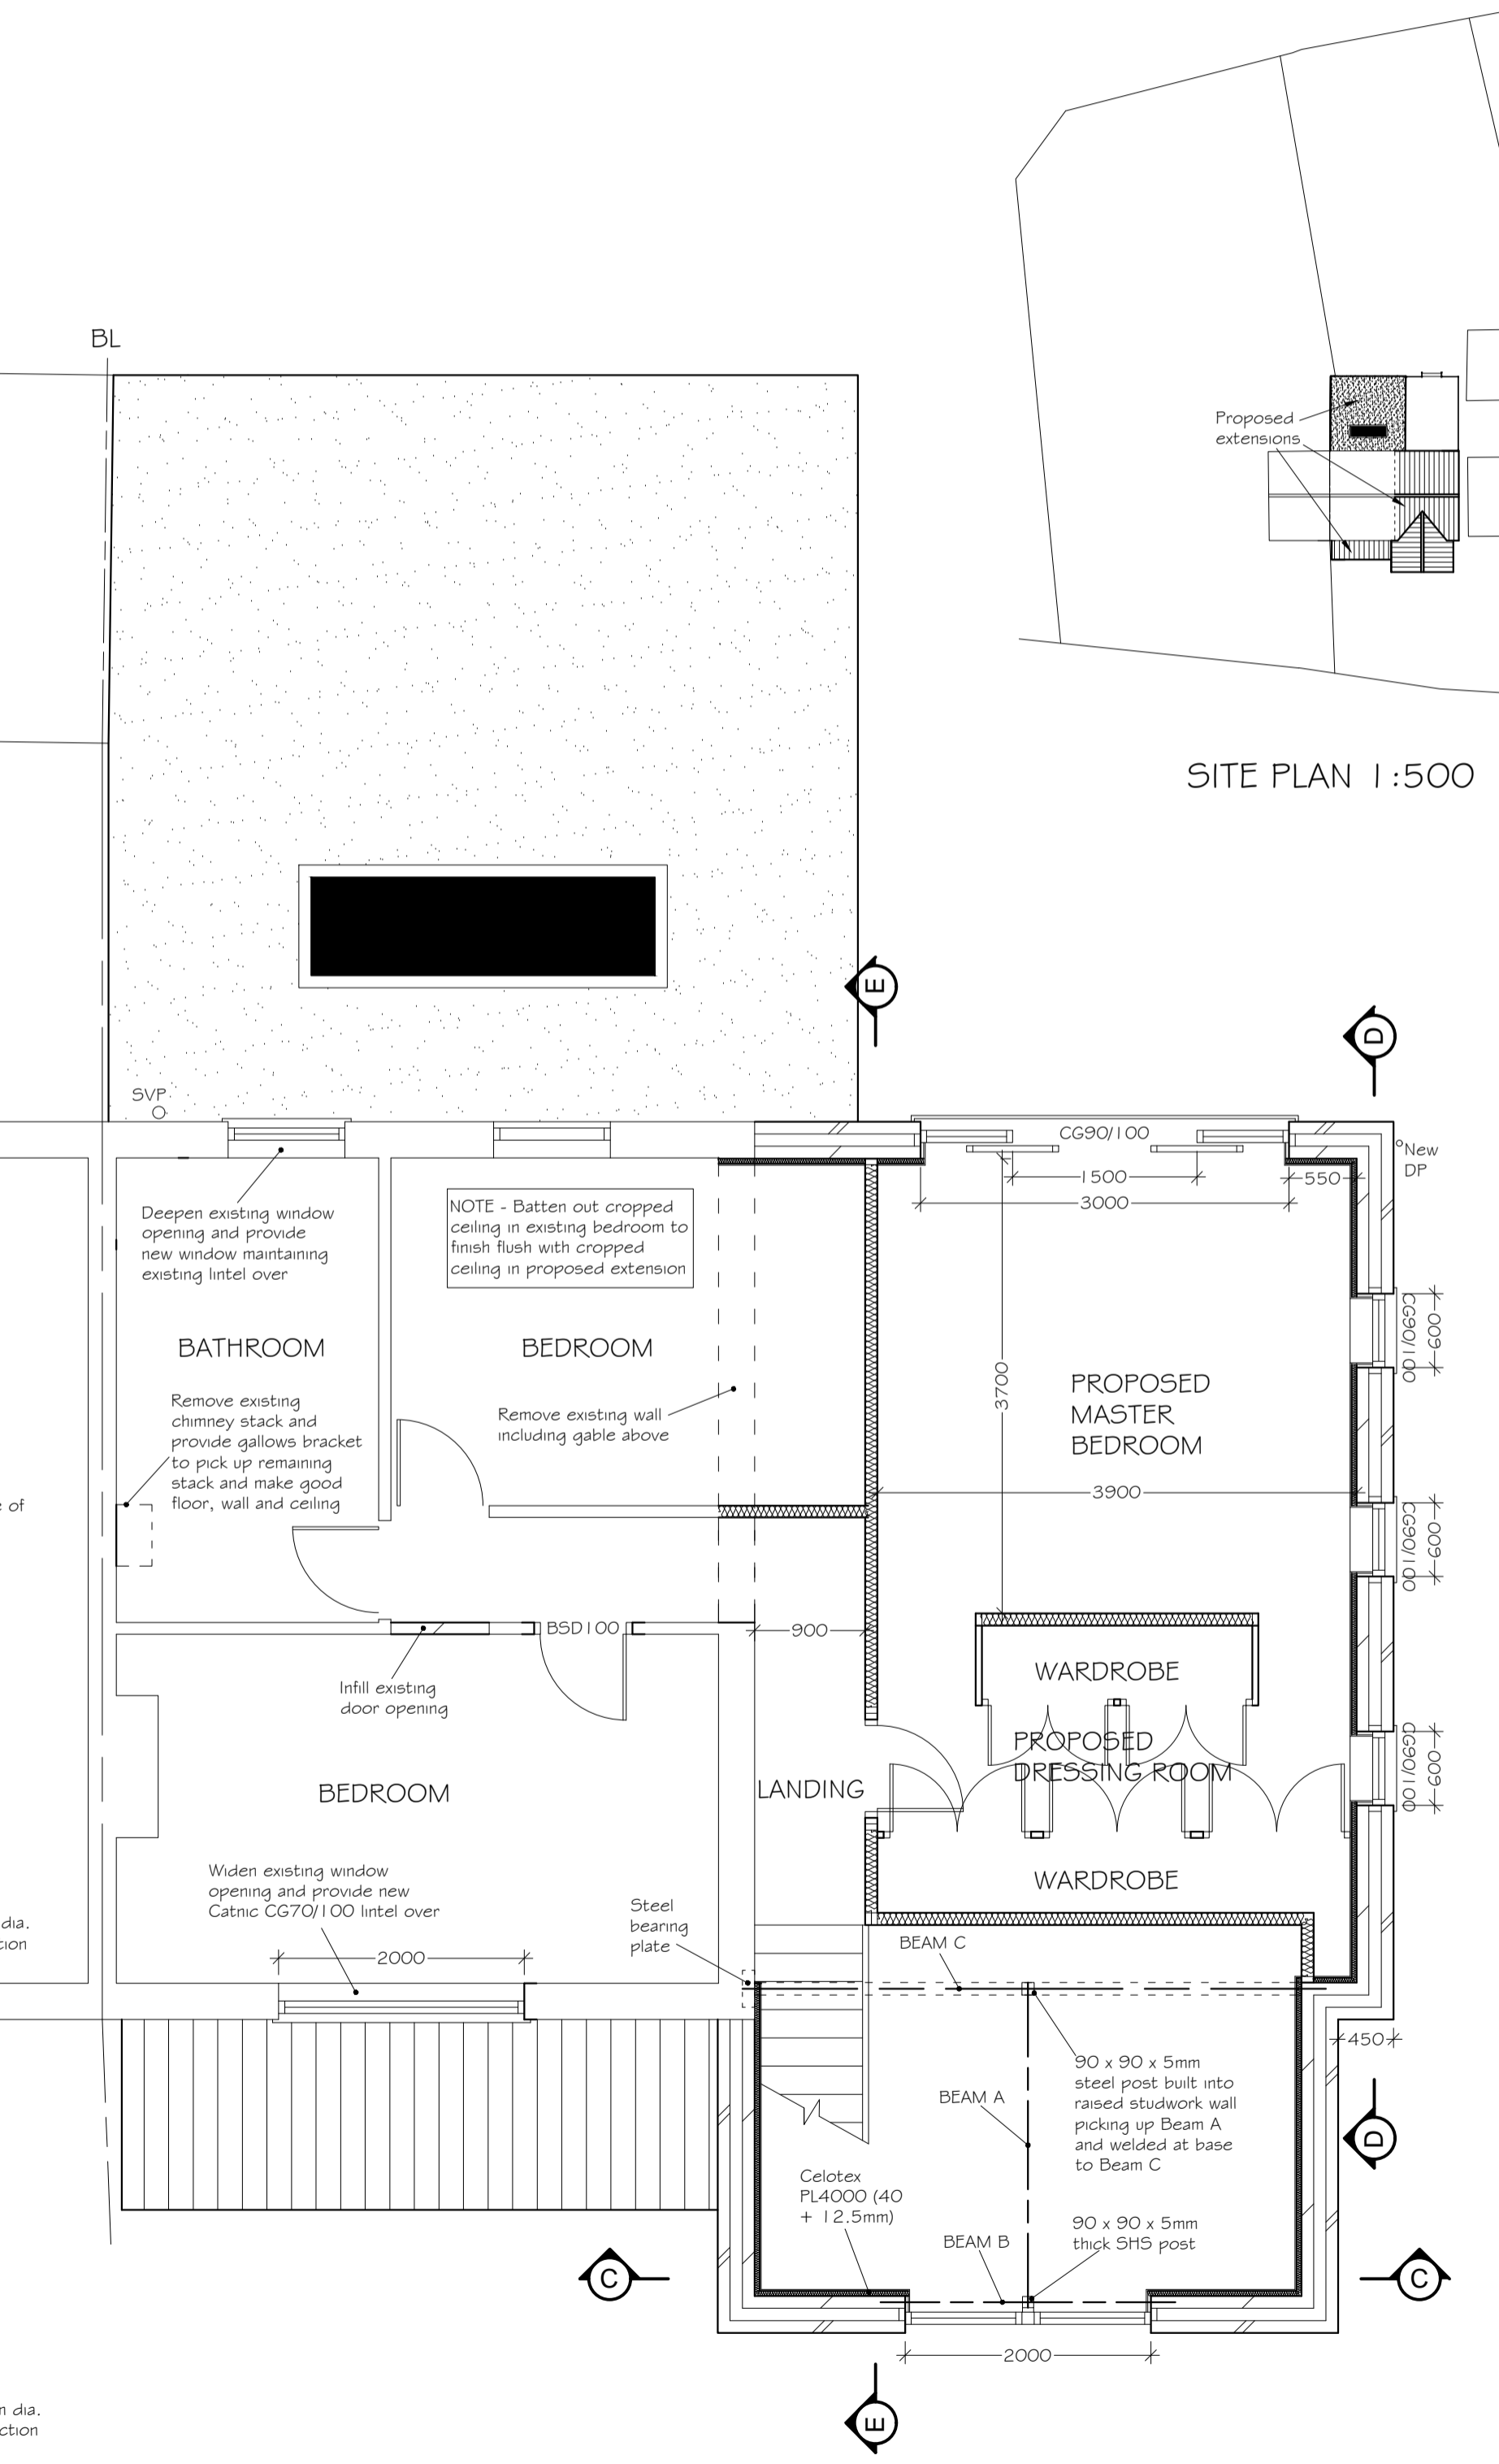 BL
Proposed
extensions
SITE PLAN 1:500
E
D
SVP
CG90/100
New
DP
1500
550
3000
Deepen existing window
opening and provide
new window maintaining
existing lintel over
NOTE - Batten out cropped
ceiling in existing bedroom to
finish flush with cropped
ceiling in proposed extension
BATHROOM
BEDROOM
CG90/100
600
3700
PROPOSED
MASTER
BEDROOM
Remove existing
chimney stack and
provide gallows bracket
to pick up remaining
stack and make good
floor, wall and ceiling
Remove existing wall
including gable above
e of
3900
CG90/100
600
BSD100
900
WARDROBE
Infill existing
door opening
PROPOSED
DRESSING ROOM
CG90/100
600
BEDROOM
LANDING
WARDROBE
Widen existing window
opening and provide new
Catnic CG70/100 lintel over
Steel
bearing
plate
dia.
tion
BEAM C
2000
450
90 x 90 x 5mm
steel post built into
raised studwork wall
picking up Beam A
and welded at base
to Beam C
BEAM A
D
Celotex
PL4000 (40
+ 12.5mm)
90 x 90 x 5mm
thick SHS post
BEAM B
C
C
2000
E
n dia.
ction